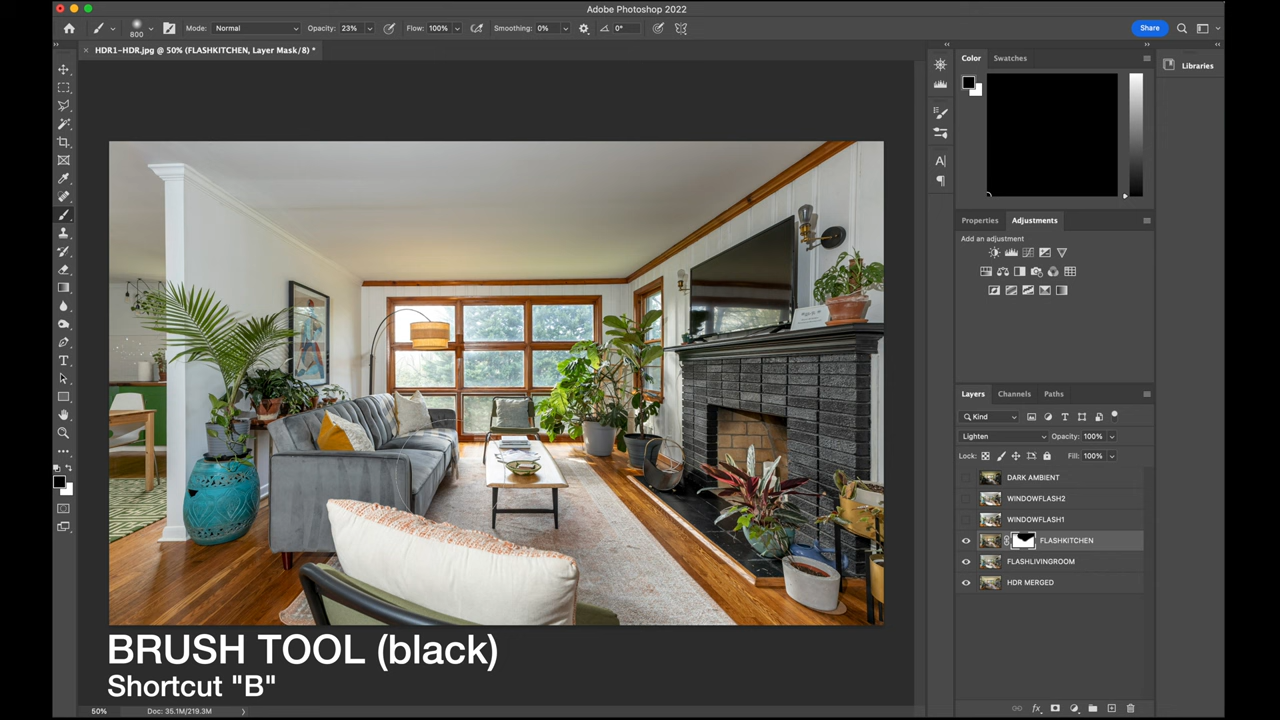 Adobe Photoshop 2022
800
Mode: Normal
Opacity: 23%
Flow: 100%
Smoothing: 0%
0°
Share
× HDR1-HDR.jpg @ 50% (FLASHKITCHEN, Layer Mask/8) *
Color Swatches
Libraries
Properties Adjustments
Add an adjustment
Layers Channels Paths
Kind
Lighten Opacity: 100%
Lock: Fill: 100%
DARK AMBIENT
WINDOWFLASH2
WINDOWFLASH1
FLASHKITCHEN
FLASHLIVINGROOM
HDR MERGED
BRUSH TOOL (black)
Shortcut "B"
50% Doc: 35.1M/219.3M